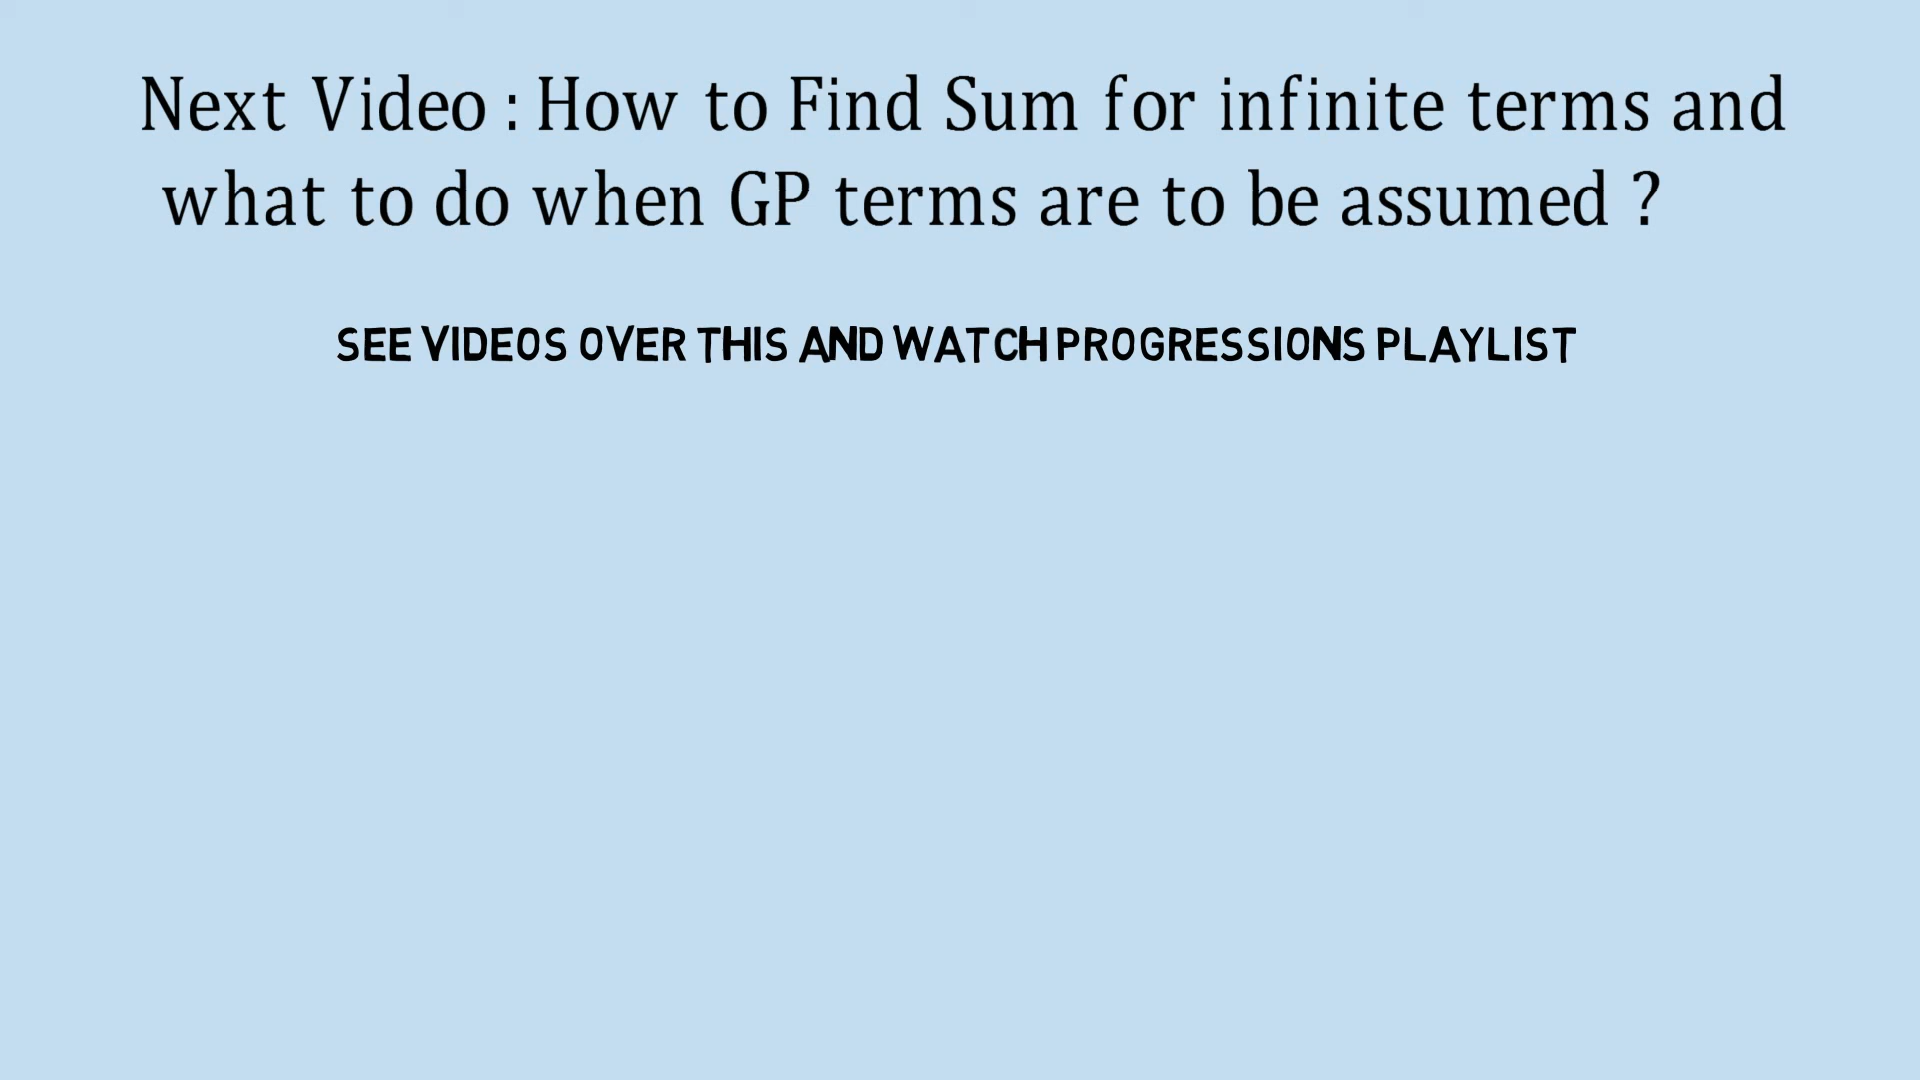 Next Video : How to Find Sum for infinite terms and
what to do when GP terms are to be assumed ?
SEE VIDEOS OVER THIS AND WATCH PROGRESSIONS PLAYLIST